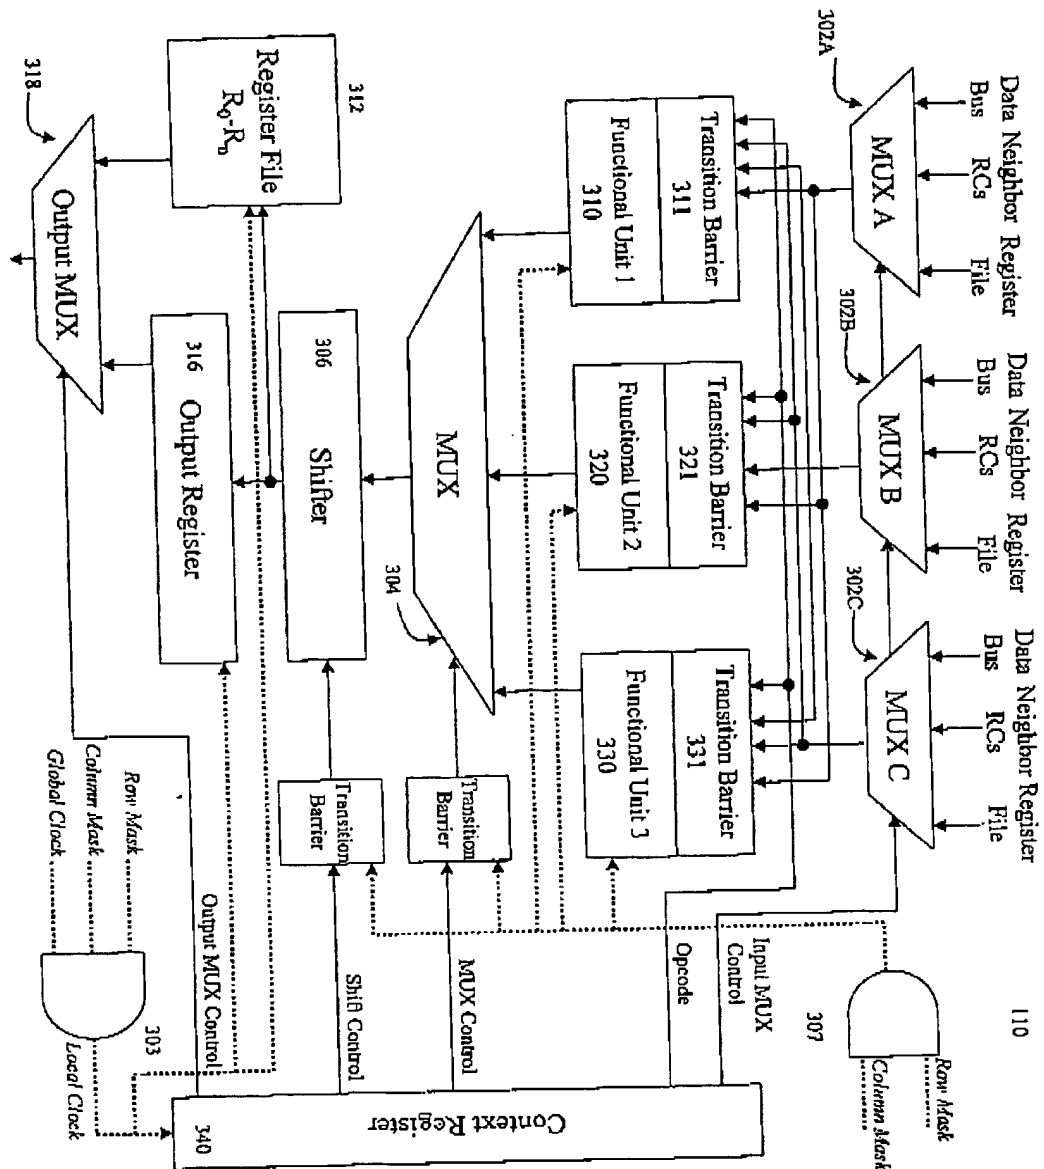 110
Data Neighbor Register
Bus RCs File
302A
MUX A
Data Neighbor Register
Bus RCs File
302B
MUX B
Data Neighbor Register
Bus RCs File
302C
MUX C
Row Mask
Column Mask
307
Input MUX
Control
Opcode
Transition Barrier
311
Functional Unit 1
310
Transition Barrier
321
Functional Unit 2
320
Transition Barrier
331
Functional Unit 3
330
MUX
304
Transition
Barrier
MUX Control
Shifter
306
Transition
Barrier
Shift Control
312
Register File
R0-Rn
Output Register
316
318
Output MUX
Output MUX Control
Row Mask
Column Mask
Global Clock
303
Local Clock
Context Register
340